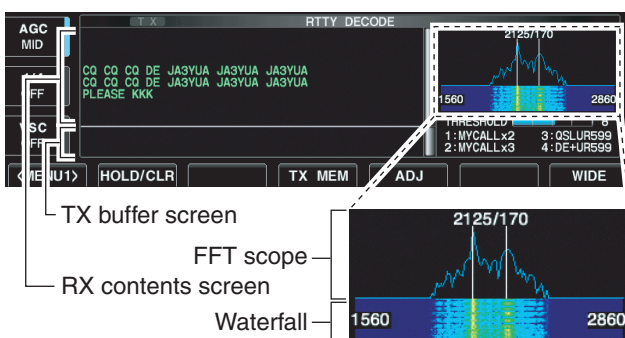 AGC
MID
TX
RTTY DECODE
2125/170
CQ CQ CQ DE JA3YUA JA3YUA JA3YUA
CQ CQ CQ DE JA3YUA JA3YUA JA3YUA
PLEASE KKK
OFF
1560
2860
THRESHOLD
8
VSC
OFF
1:MYCALLx2
3:QSLUR599
2:MYCALLx3
4:DE+UR599
<MENU1>
HOLD/CLR
TX MEM
ADJ
WIDE
TX buffer screen
2125/170
FFT scope
RX contents screen
Waterfall
1560
2860